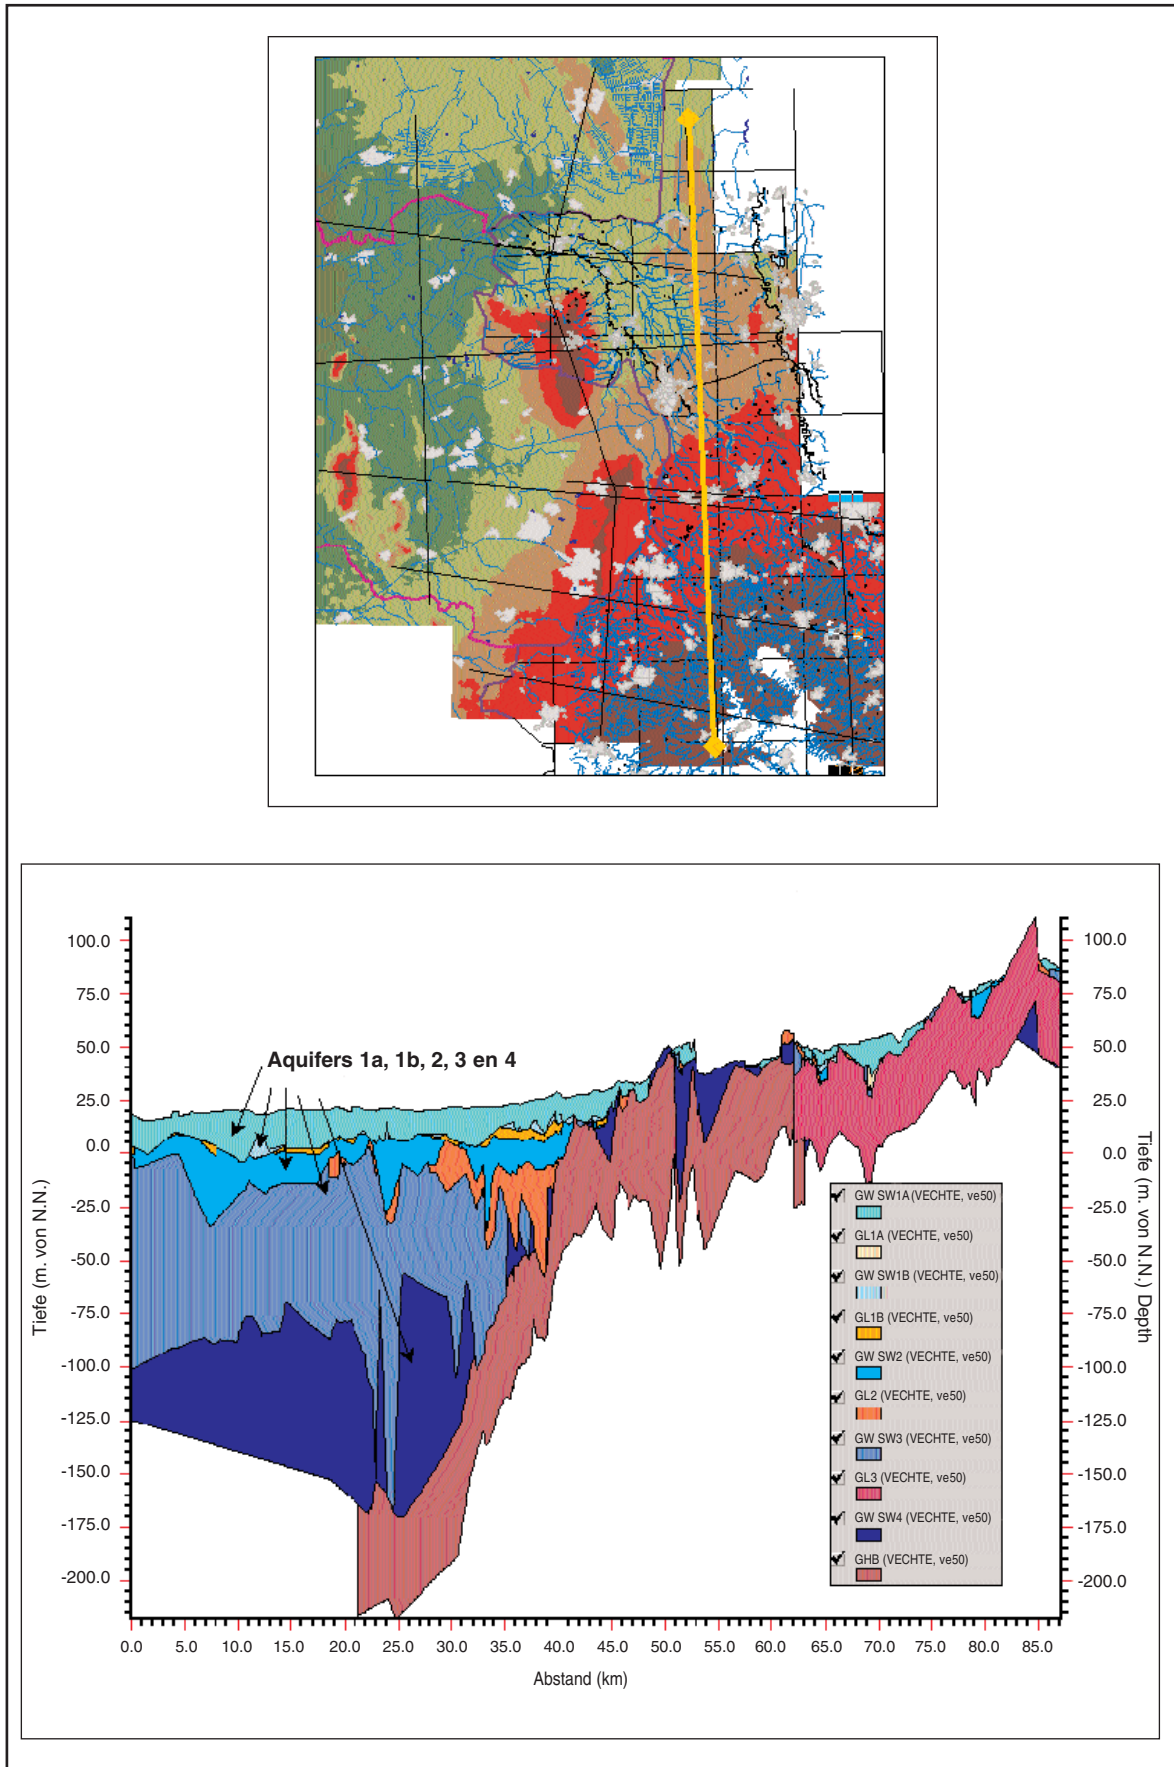 Aquifers 1a, 1b, 2, 3 en 4
Tiefe (m. von N.N.)
100.0
75.0
50.0
25.0
0.0
-25.0
-50.0
-75.0
-100.0
-125.0
-150.0
-175.0
-200.0
100.0
75.0
50.0
25.0
0.0
-25.0
-50.0
-75.0
-100.0
-125.0
-150.0
-175.0
-200.0
Tiefe (m. von N.N.) Depth
GW SW1A (VECHTE, ve50)
GL1A (VECHTE, ve50)
GW SW1B (VECHTE, ve50)
GL1B (VECHTE, ve50)
GW SW2 (VECHTE, ve50)
GL2 (VECHTE, ve50)
GW SW3 (VECHTE, ve50)
GL3 (VECHTE, ve50)
GW SW4 (VECHTE, ve50)
GHB (VECHTE, ve50)
0.0 5.0 10.0 15.0 20.0 25.0 30.0 35.0 40.0 45.0 50.0 55.0 60.0 65.0 70.0 75.0 80.0 85.0
Abstand (km)